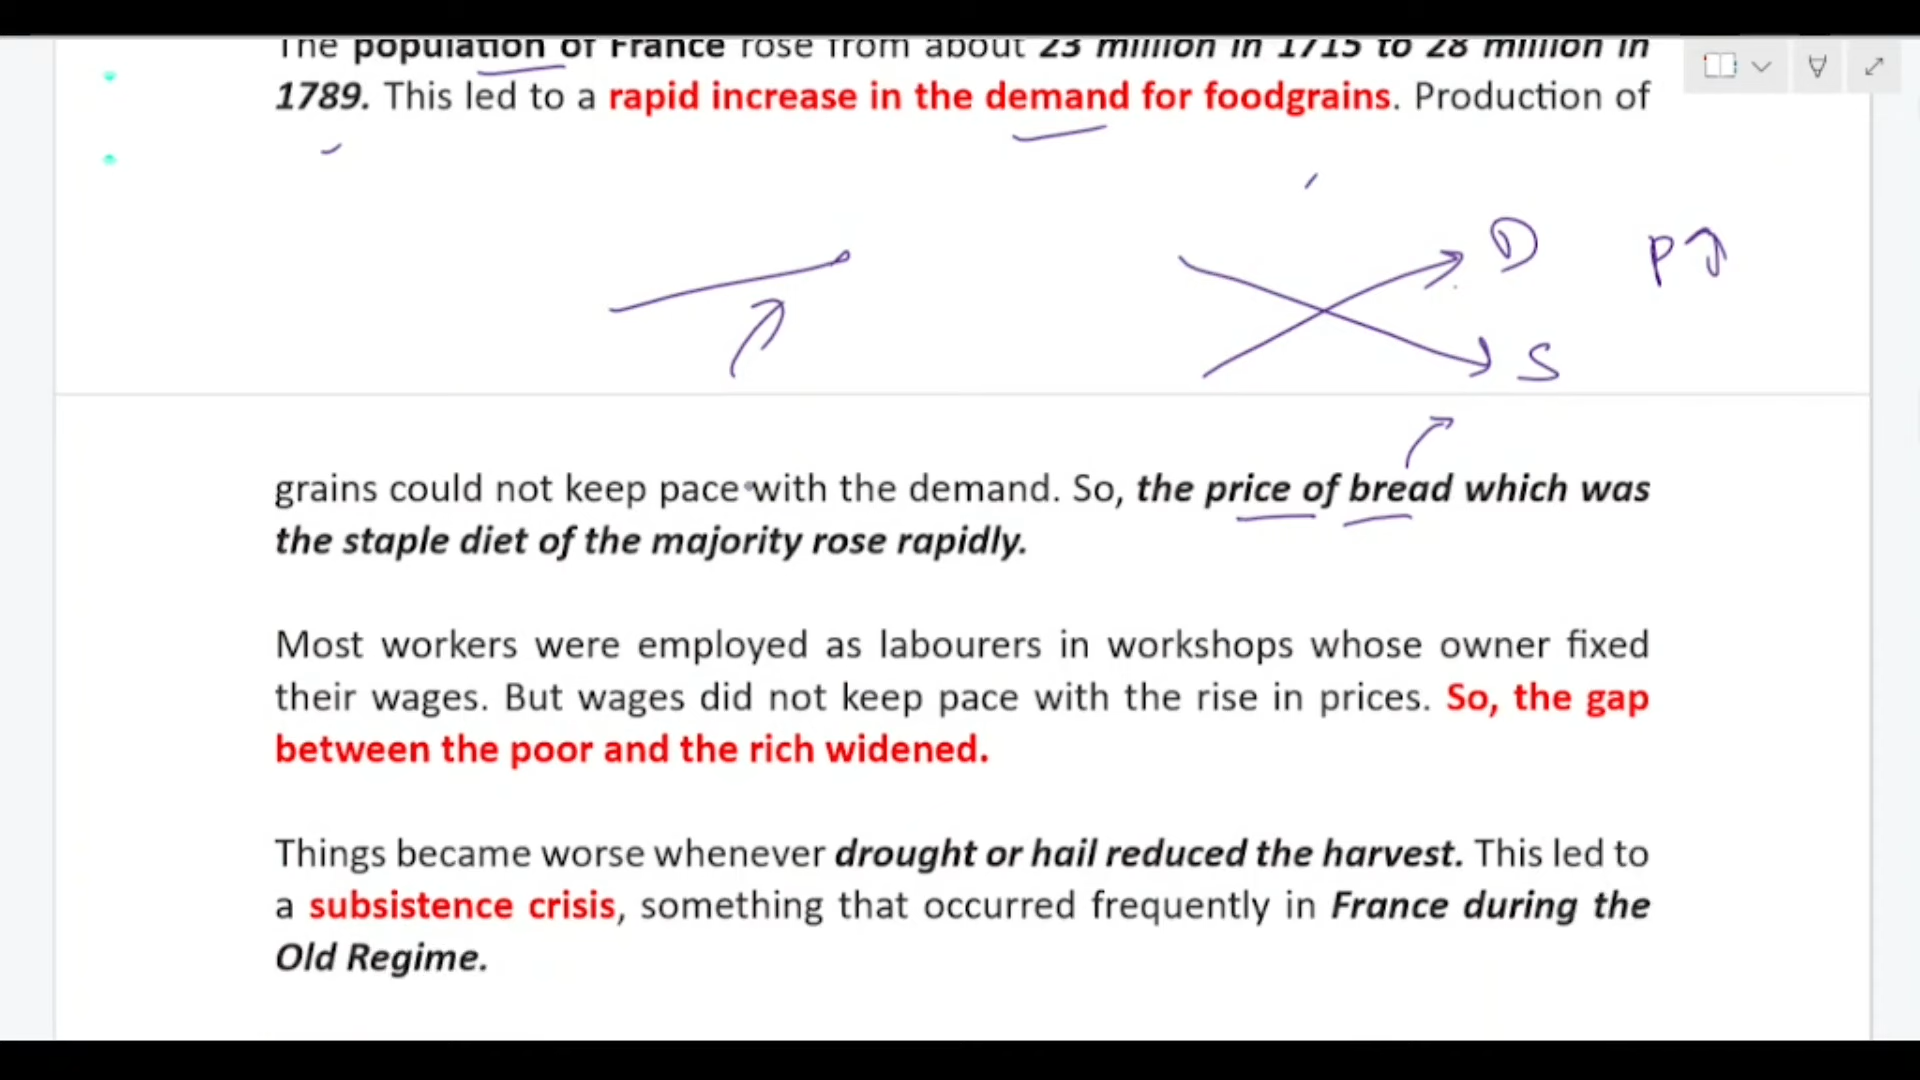 The population of France rose from about 23 million in 1715 to 28 million in
1789. This led to a rapid increase in the demand for foodgrains. Production of
D
P↑
S
grains could not keep pace with the demand. So, the price of bread which was
the staple diet of the majority rose rapidly.
Most workers were employed as labourers in workshops whose owner fixed
their wages. But wages did not keep pace with the rise in prices. So, the gap
between the poor and the rich widened.
Things became worse whenever drought or hail reduced the harvest. This led to
a subsistence crisis, something that occurred frequently in France during the
Old Regime.